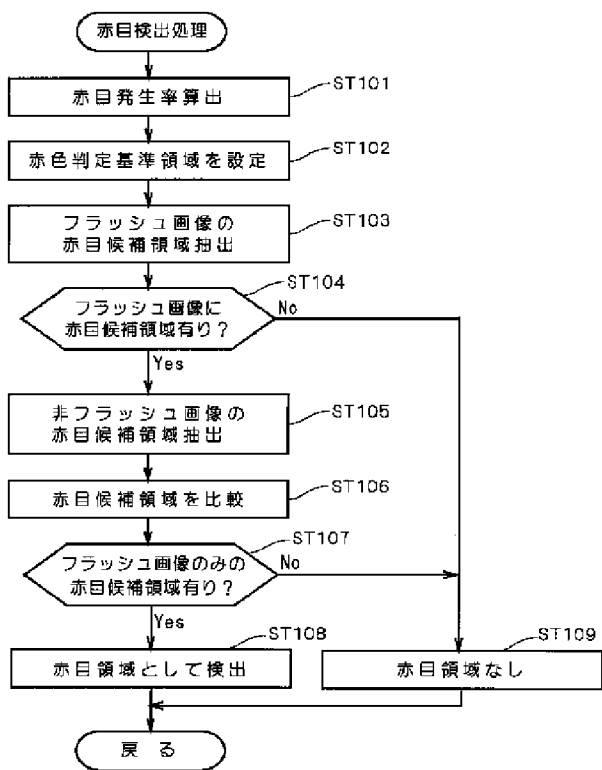 赤目検出処理
赤目発生率算出
ST101
赤色判定基準領域を設定
ST102
フラッシュ画像の
赤目候補領域抽出
ST103
フラッシュ画像に
赤目候補領域有り？
ST104
No
Yes
非フラッシュ画像の
赤目候補領域抽出
ST105
赤目候補領域を比較
ST106
フラッシュ画像のみの
赤目候補領域有り？
ST107
No
Yes
赤目領域として検出
ST108
赤目領域なし
ST109
戻る